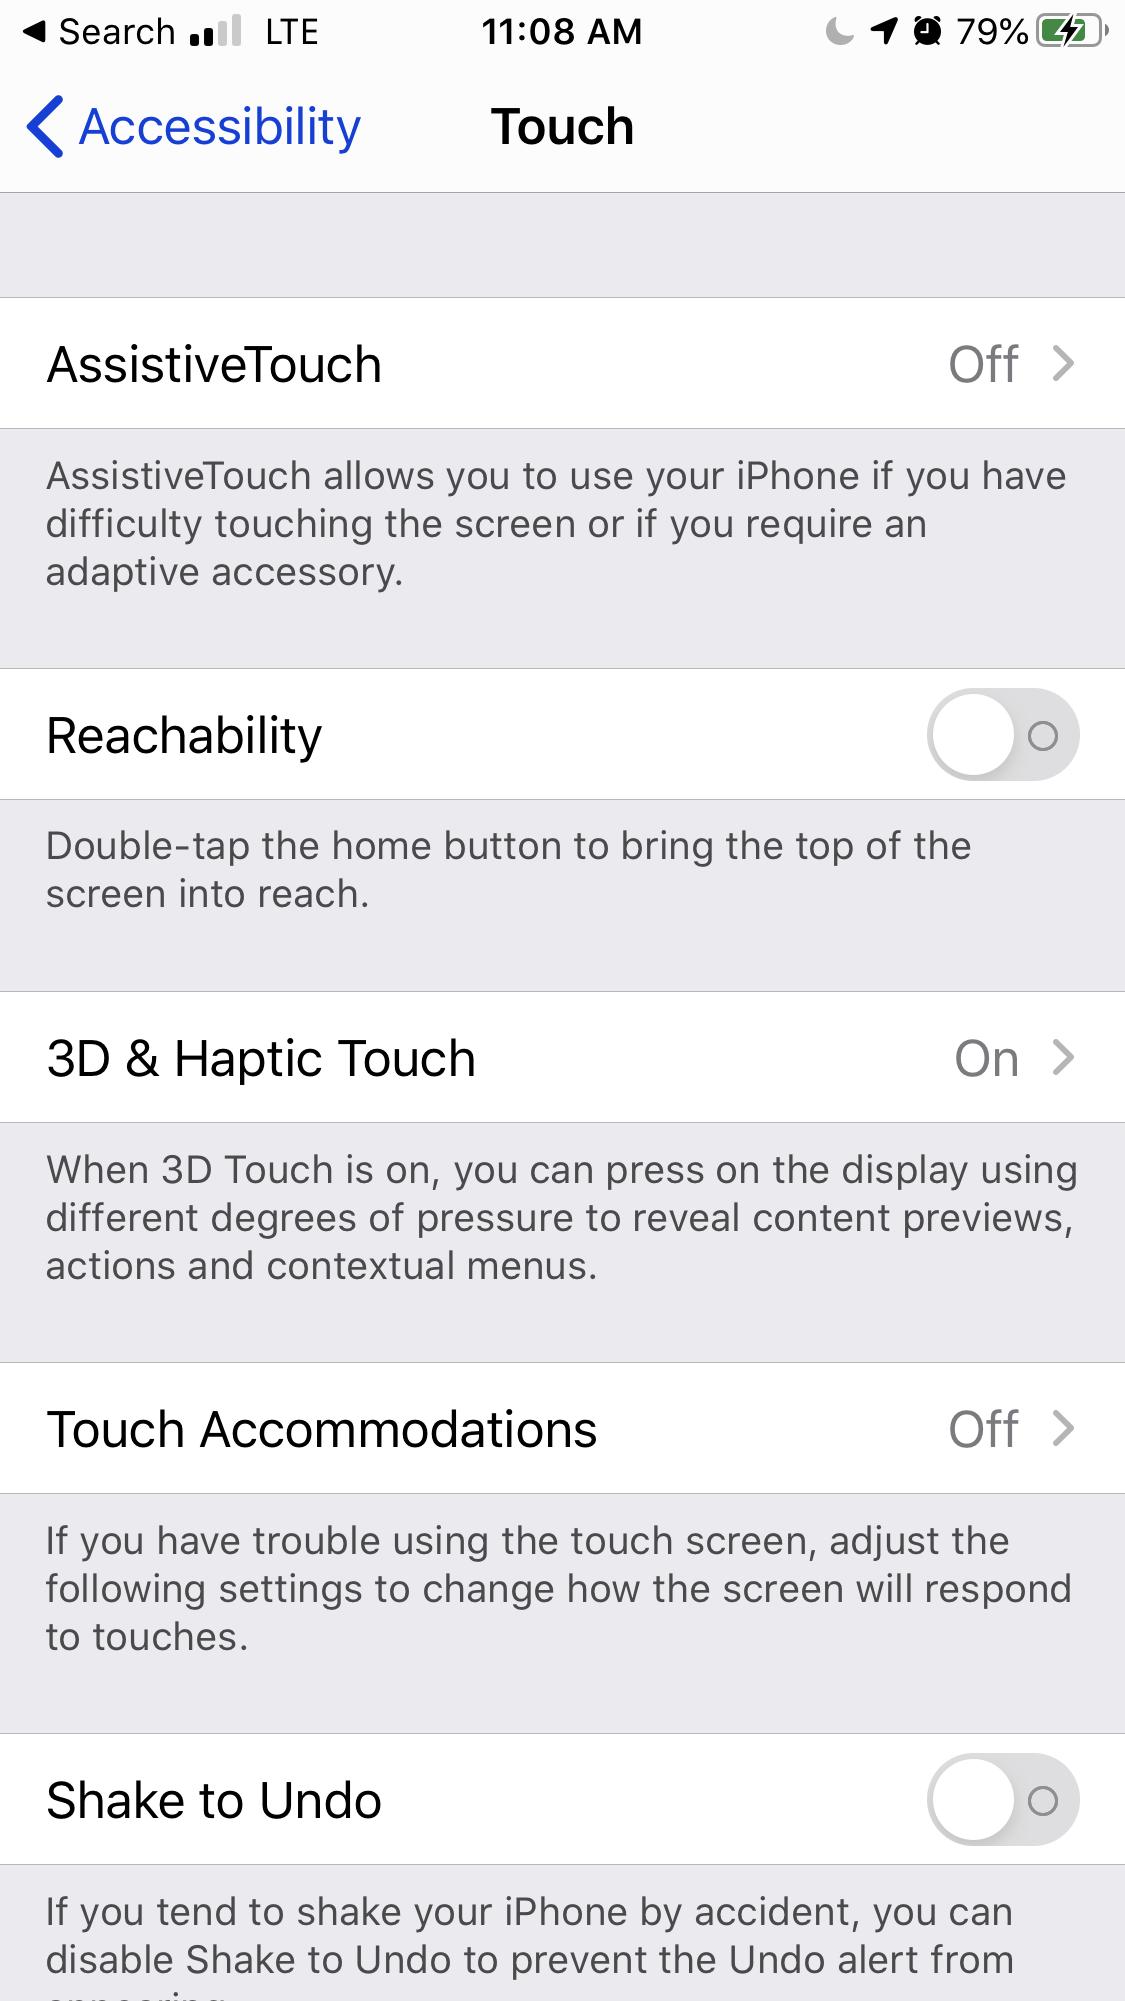 Search LTE 11:08 AM 79%
Accessibility Touch
AssistiveTouch Off
AssistiveTouch allows you to use your iPhone if you have
difficulty touching the screen or if you require an
adaptive accessory.
Reachability
Double-tap the home button to bring the top of the
screen into reach.
3D & Haptic Touch On
When 3D Touch is on, you can press on the display using
different degrees of pressure to reveal content previews,
actions and contextual menus.
Touch Accommodations Off
If you have trouble using the touch screen, adjust the
following settings to change how the screen will respond
to touches.
Shake to Undo
If you tend to shake your iPhone by accident, you can
disable Shake to Undo to prevent the Undo alert from